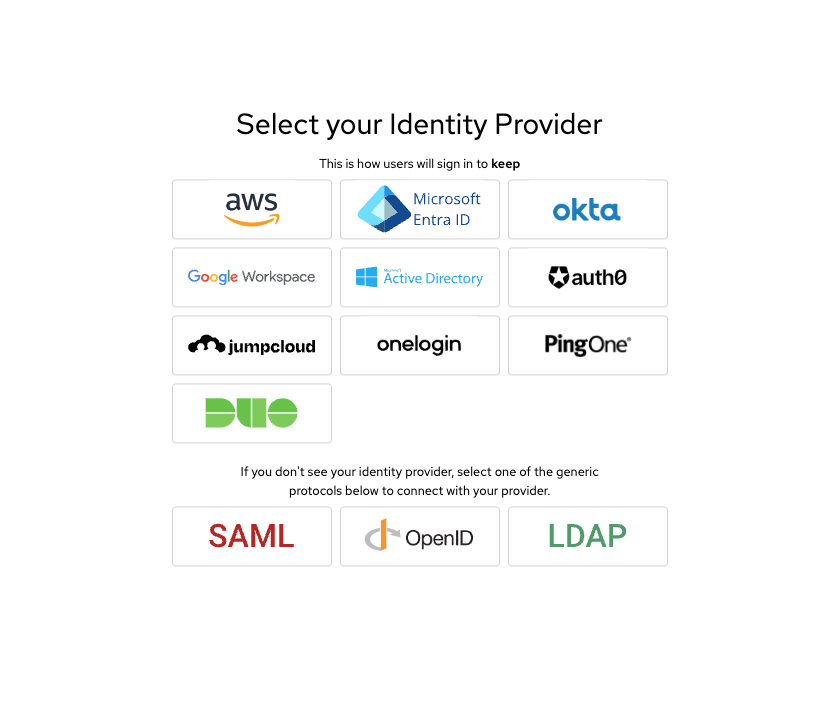 Select your Identity Provider
This is how users will sign in to keep
aws
Microsoft
Entra ID
okta
Google Workspace
Microsoft
Active Directory
auth0
jumpcloud
onelogin
PingOne®
DUO
If you don't see your identity provider, select one of the generic
protocols below to connect with your provider.
SAML
OpenID
LDAP